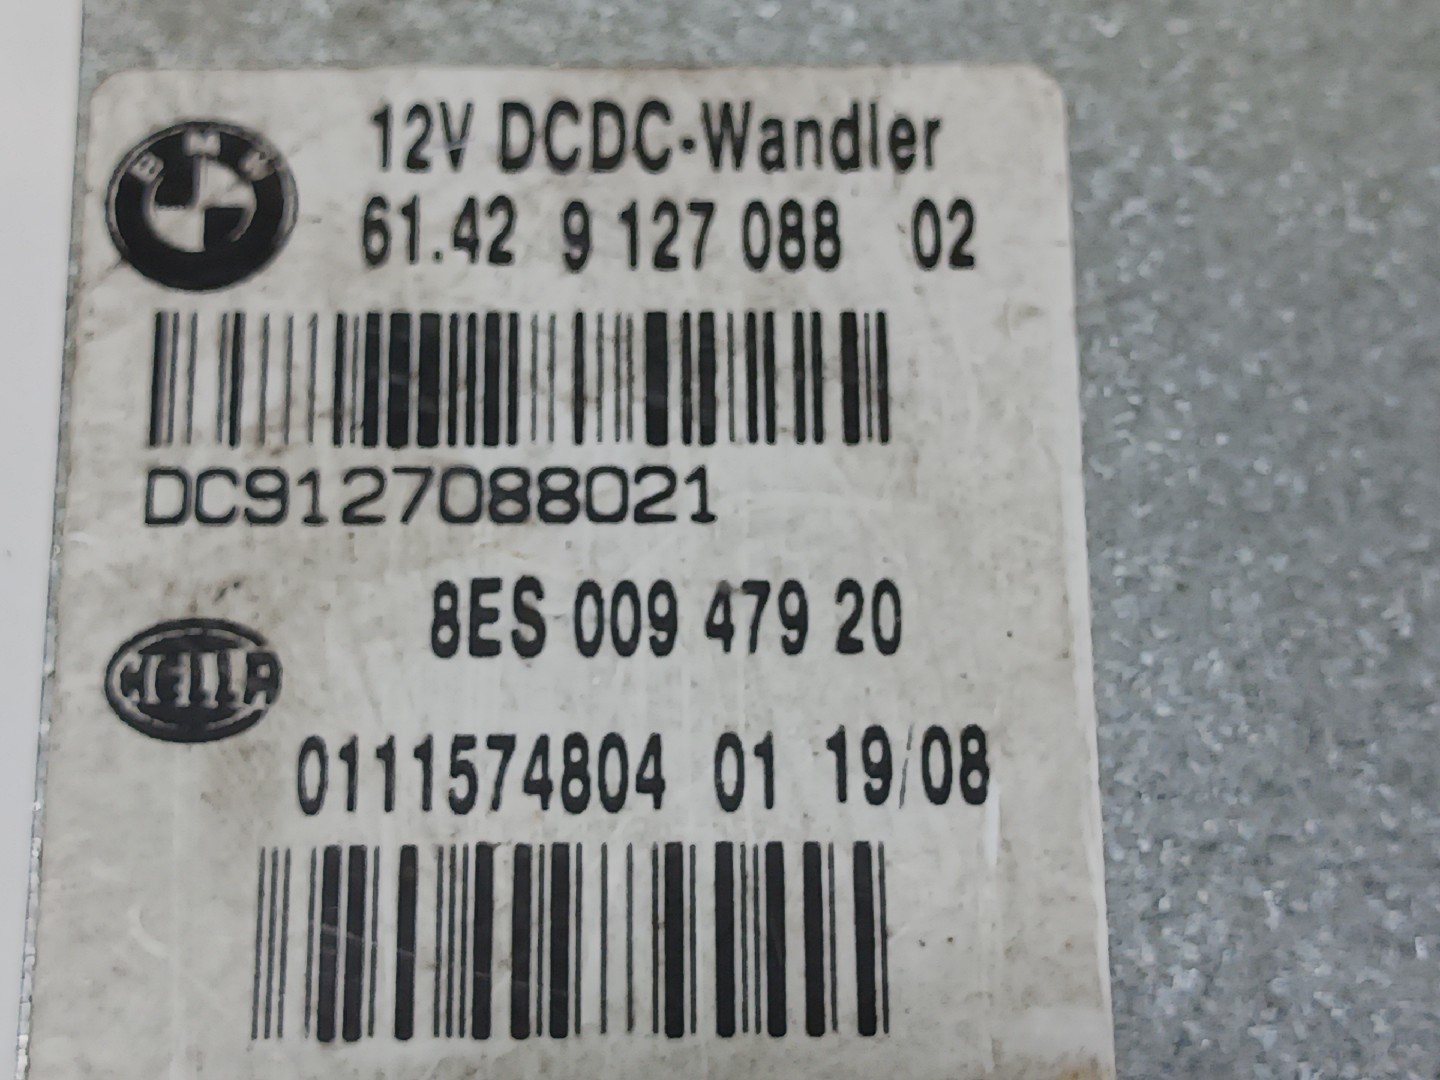 BMW
12V DCDC-Wandler
61.42 9 127 088 02
DC9127088021
8ES 009 479 20
HELLA
0111574804 01 19/08